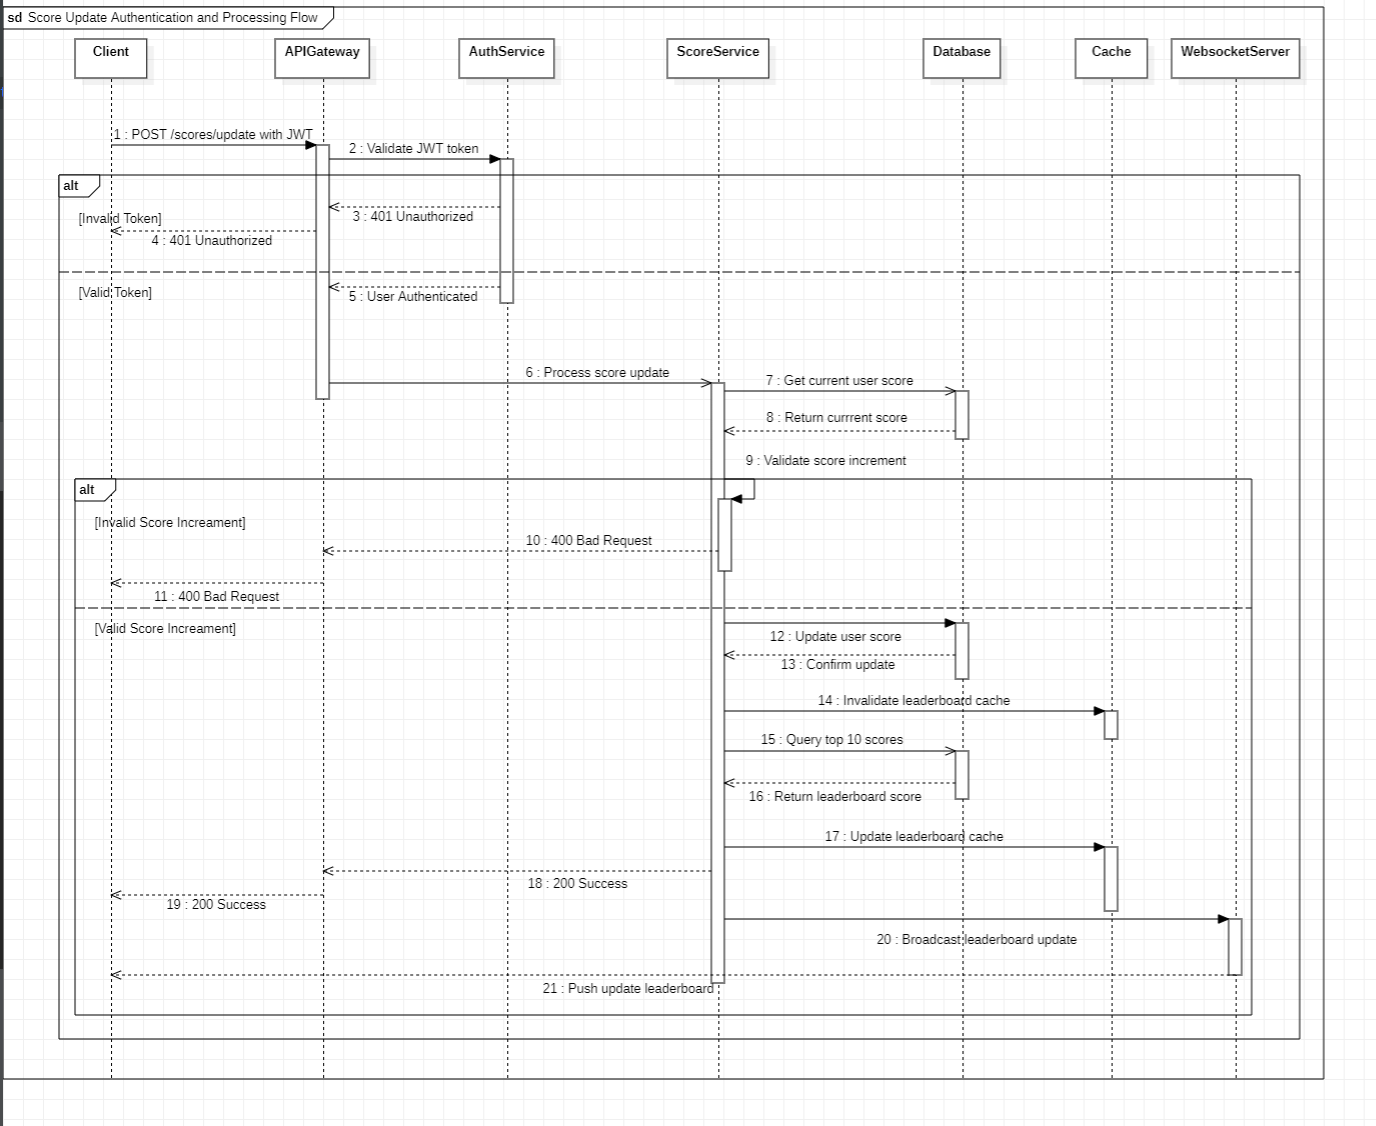 sd Score Update Authentication and Processing Flow
Client
APIGateway
AuthService
ScoreService
Database
Cache
WebsocketServer
1 : POST /scores/update with JWT
2 : Validate JWT token
alt
3 : 401 Unauthorized
[Invalid Token]
4 : 401 Unauthorized
[Valid Token]
5 : User Authenticated
6 : Process score update
7 : Get current user score
8 : Return currrent score
9 : Validate score increment
alt
[Invalid Score Increament]
10 : 400 Bad Request
11 : 400 Bad Request
[Valid Score Increament]
12 : Update user score
13 : Confirm update
14 : Invalidate leaderboard cache
15 : Query top 10 scores
16 : Return leaderboard score
17 : Update leaderboard cache
18 : 200 Success
19 : 200 Success
20 : Broadcast leaderboard update
21 : Push update leaderboard